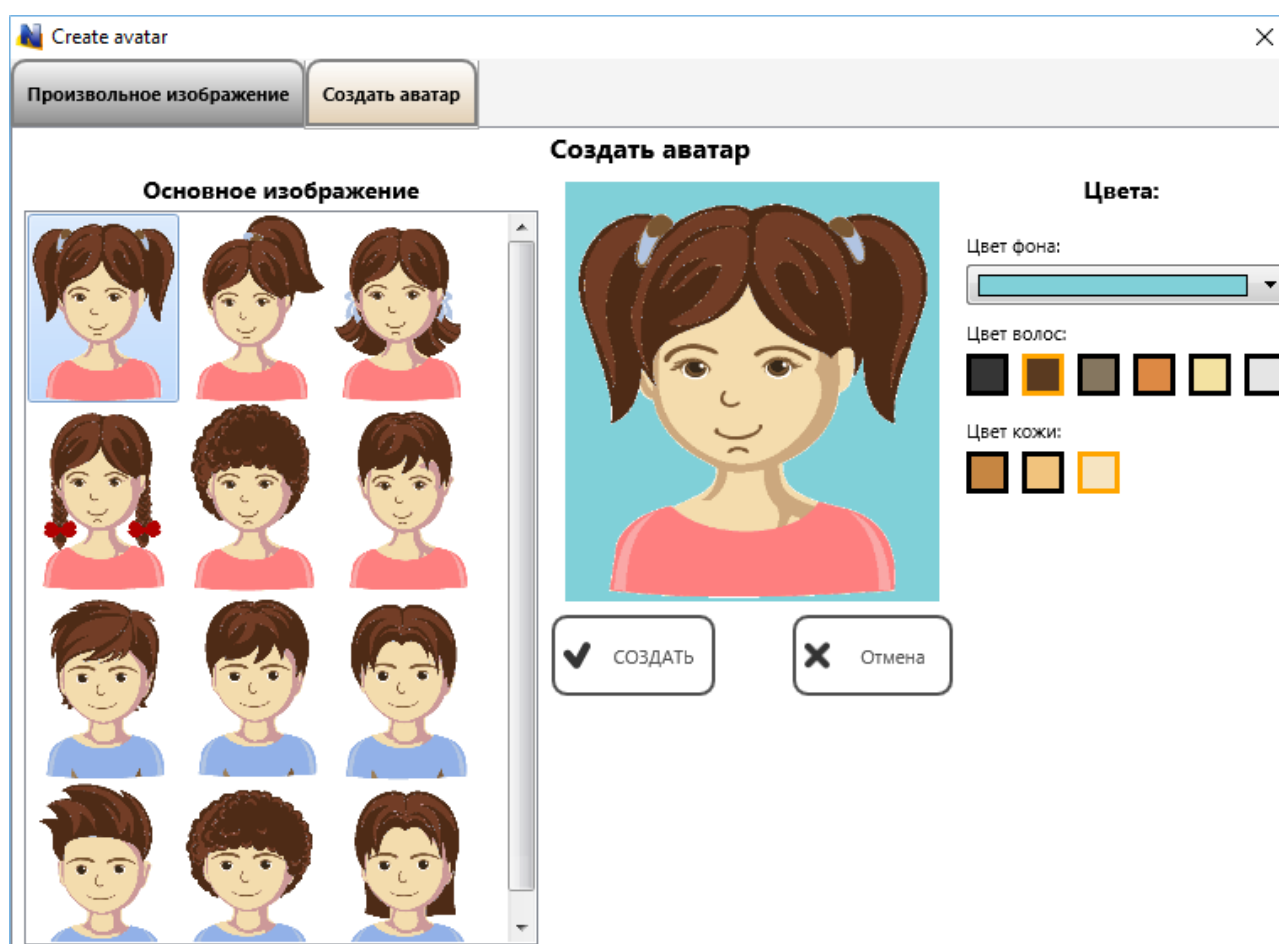 Create avatar
Произвольное изображение
Создать аватар
Создать аватар
Основное изображение
Цвета:
Цвет фона:
Цвет волос:
Цвет кожи:
СОЗДАТЬ
Отмена